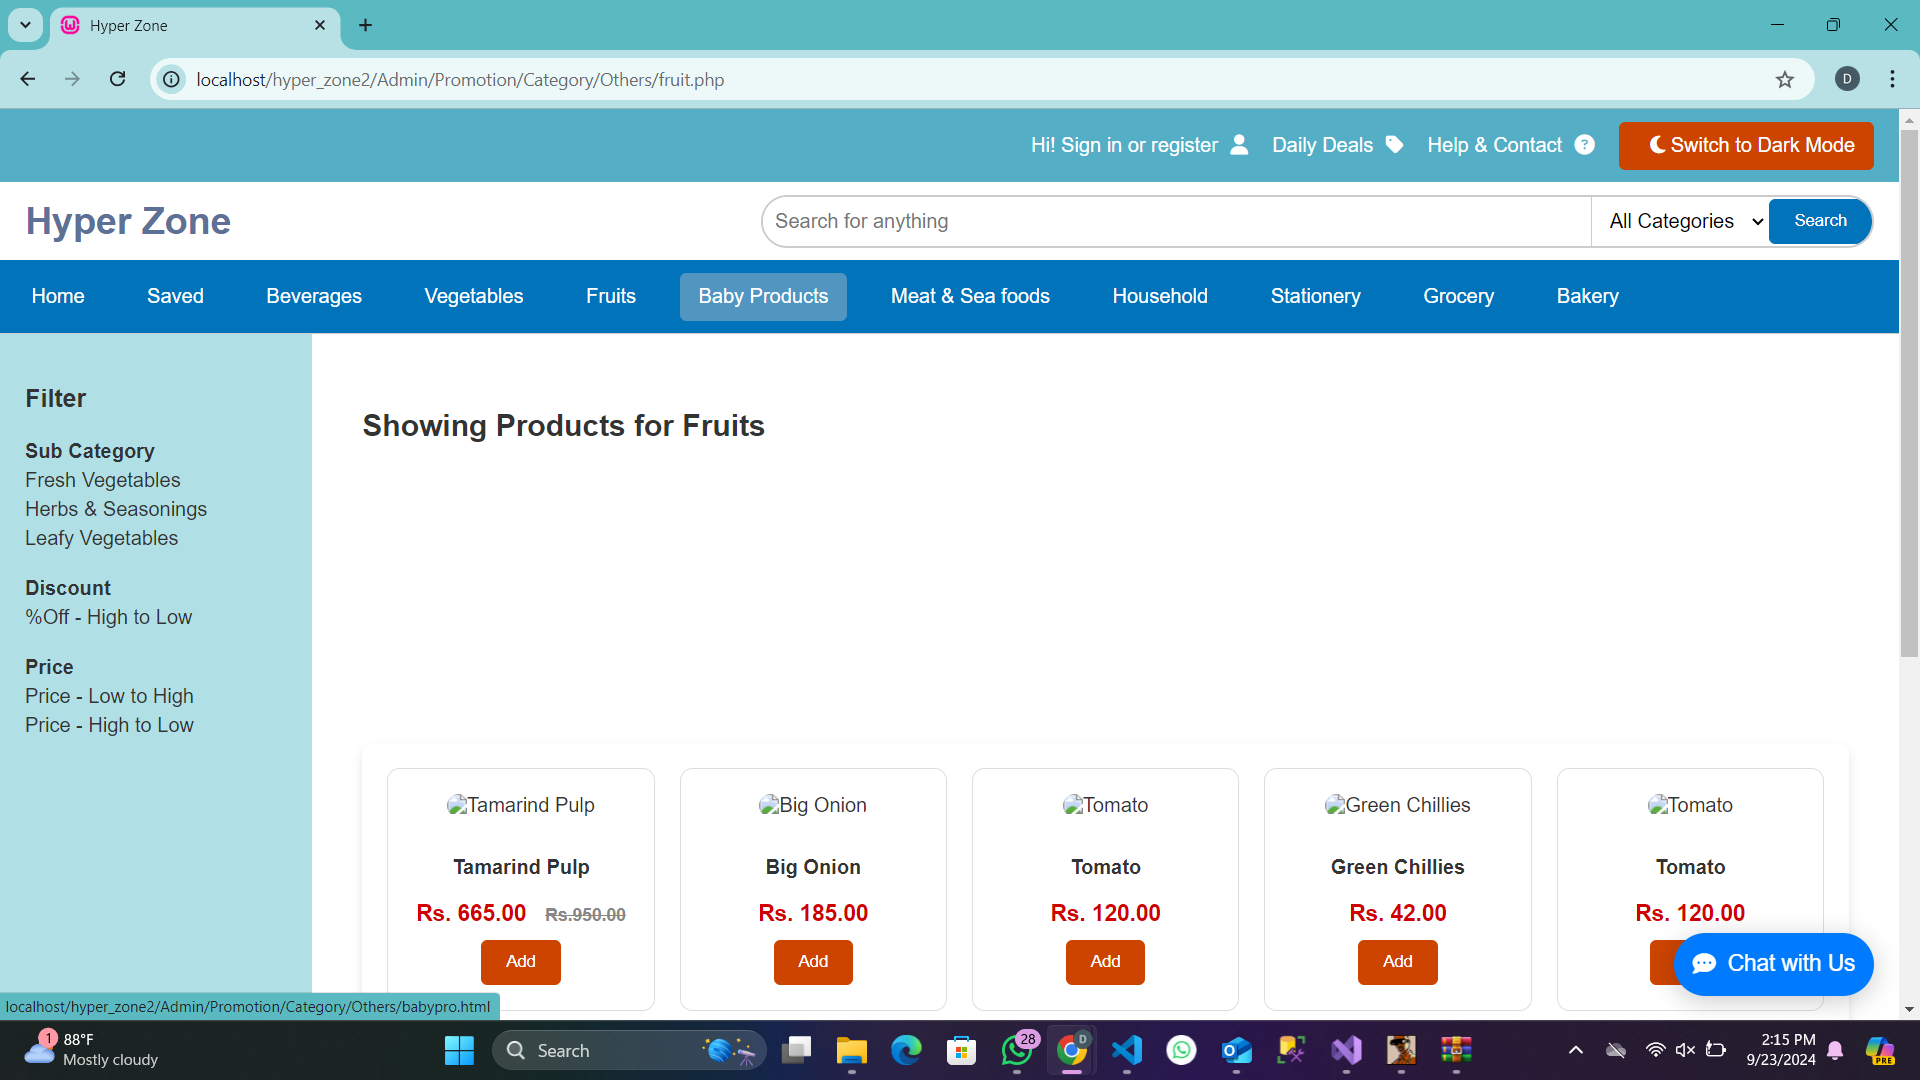 Hyper Zone
localhost/hyper_zone2/Admin/Promotion/Category/Others/fruit.php
D
Hi! Sign in or register Daily Deals Help & Contact ? Switch to Dark Mode
Hyper Zone
Search for anything
All Categories
Search
Home Saved Beverages Vegetables Fruits Baby Products Meat & Sea foods Household Stationery Grocery Bakery
Filter
Sub Category
Fresh Vegetables
Herbs & Seasonings
Leafy Vegetables
Discount
%Off - High to Low
Price
Price - Low to High
Price - High to Low
Showing Products for Fruits
Tamarind Pulp
Tamarind Pulp
Rs. 665.00 Rs.950.00
Add
Big Onion
Big Onion
Rs. 185.00
Add
Tomato
Tomato
Rs. 120.00
Add
Green Chillies
Green Chillies
Rs. 42.00
Add
Tomato
Tomato
Rs. 120.00
Chat with Us
localhost/hyper_zone2/Admin/Promotion/Category/Others/babypro.html
1
88°F
Mostly cloudy
Search
28
D
2:15 PM
9/23/2024
PRE